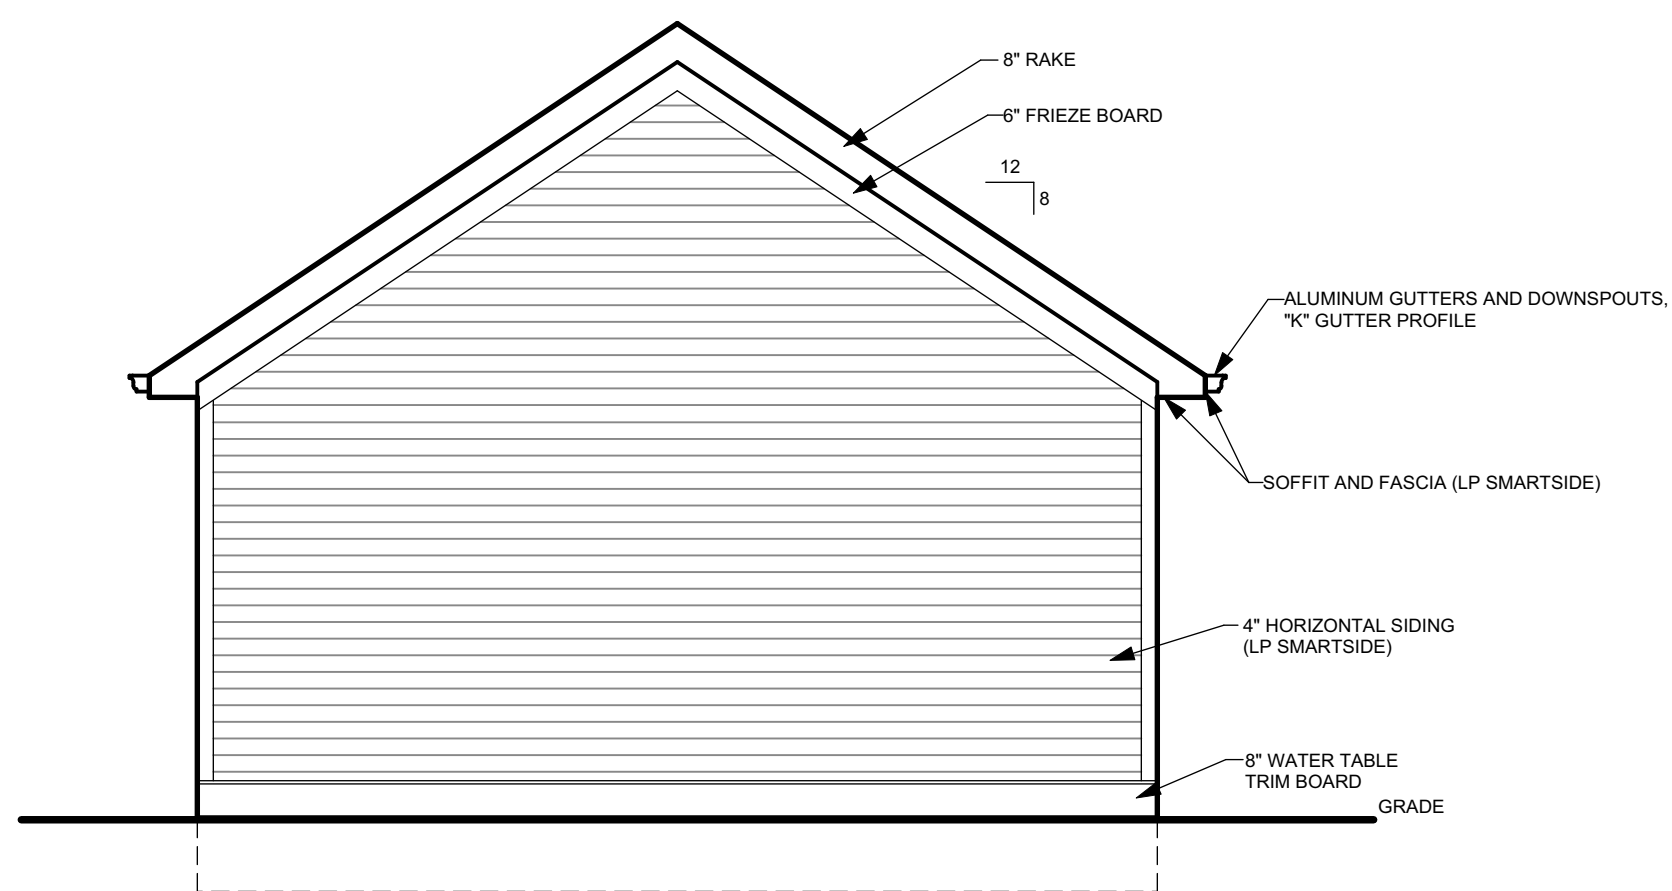 8" RAKE
6" FRIEZE BOARD
12
8
ALUMINUM GUTTERS AND DOWNSPOUTS,
"K" GUTTER PROFILE
SOFFIT AND FASCIA (LP SMARTSIDE)
4" HORIZONTAL SIDING
(LP SMARTSIDE)
8" WATER TABLE
TRIM BOARD
GRADE